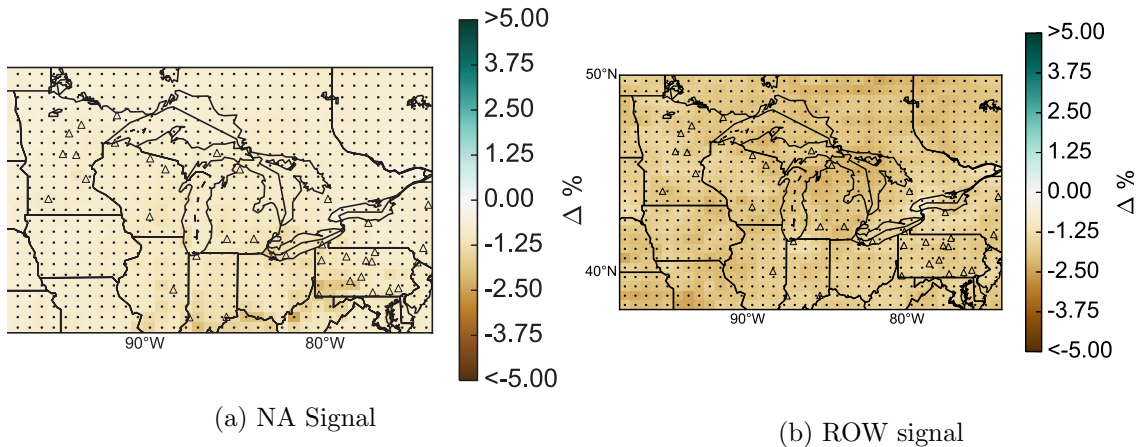 >5.00
3.75
2.50
1.25
0.00
-1.25
-2.50
-3.75
<-5.00
Δ %
90°W 80°W
(a) NA Signal
50°N
40°N
90°W 80°W
>5.00
3.75
2.50
1.25
0.00
-1.25
-2.50
-3.75
<-5.00
Δ %
(b) ROW signal